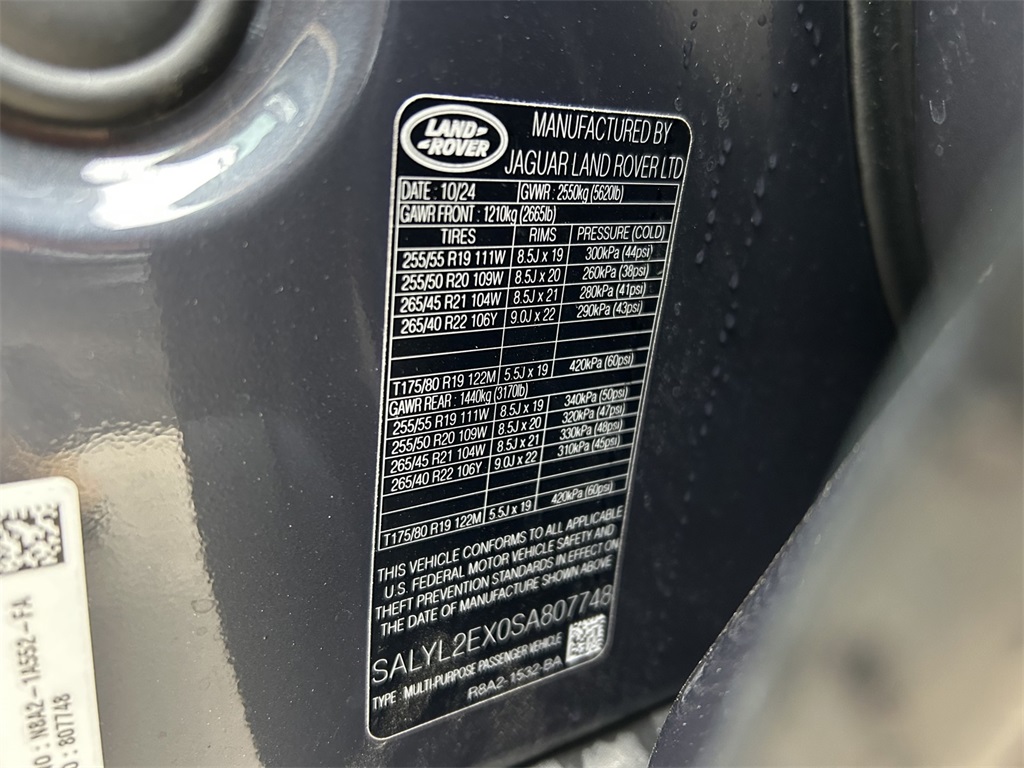 LAND-
-ROVER
MANUFACTURED BY
JAGUAR LAND ROVER LTD
DATE : 10/24 GVWR : 2550kg (5620lb)
GAWR FRONT : 1210kg (2665lb)
TIRES RIMS PRESSURE (COLD)
255/55 R19 111W 8.5J x 19 300kPa (44psi)
255/50 R20 109W 8.5J x 20 260kPa (38psi)
265/45 R21 104W 8.5J x 21 280kPa (41psi)
265/40 R22 106Y 9.0J x 22 290kPa (43psi)
T175/80 R19 122M 5.5J x 19 420kPa (60psi)
GAWR REAR : 1440kg (3170lb)
255/55 R19 111W 8.5J x 19 340kPa (50psi)
255/50 R20 109W 8.5J x 20 320kPa (47psi)
265/45 R21 104W 8.5J x 21 330kPa (48psi)
265/40 R22 106Y 9.0J x 22 310kPa (45psi)
T175/80 R19 122M 5.5J x 19 420kPa (60psi)
THIS VEHICLE CONFORMS TO ALL APPLICABLE
U.S. FEDERAL MOTOR VEHICLE SAFETY AND
THEFT PREVENTION STANDARDS IN EFFECT ON
THE DATE OF MANUFACTURE SHOWN ABOVE
SALYL2EX0SA807748
TYPE : MULTI-PURPOSE PASSENGER VEHICLE
R8A2-1532-BA
: N8A2-1A552-FA
: 807748